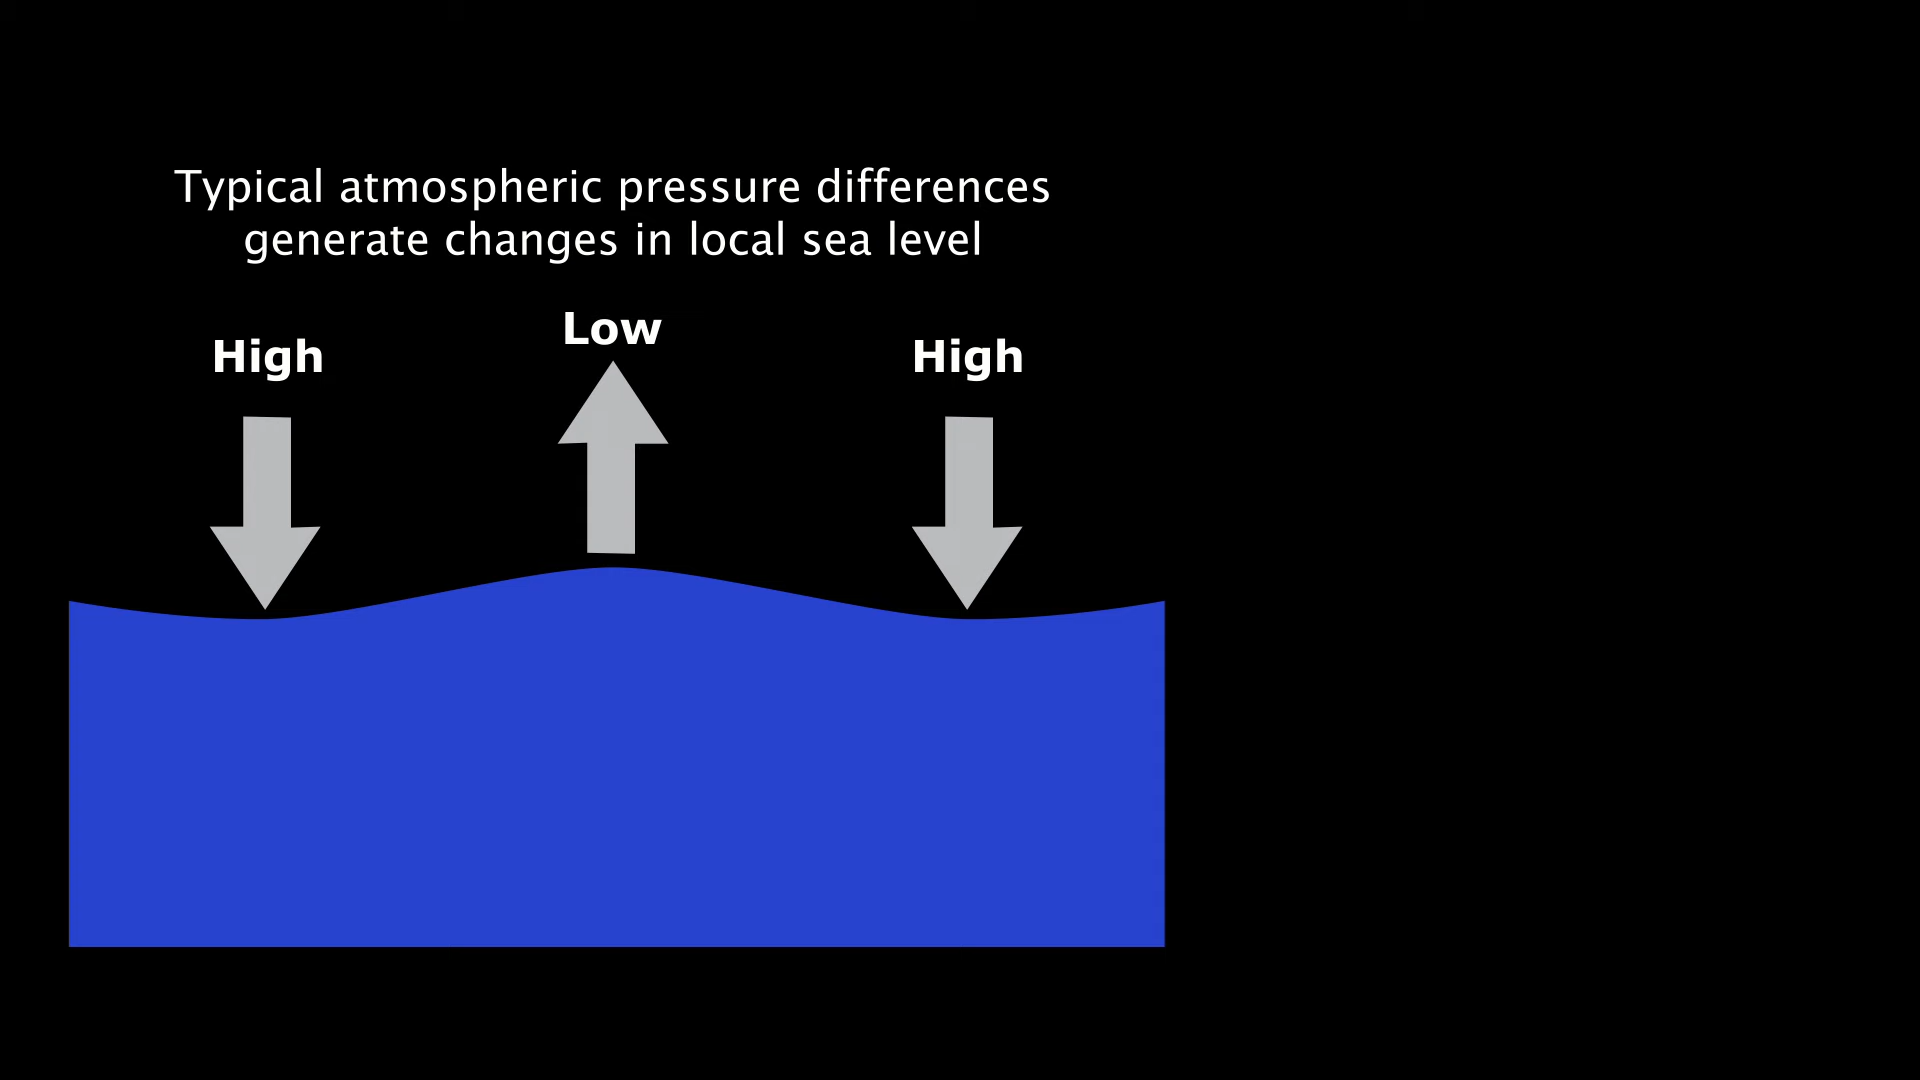 Typical atmospheric pressure differences
generate changes in local sea level
High
Low
High